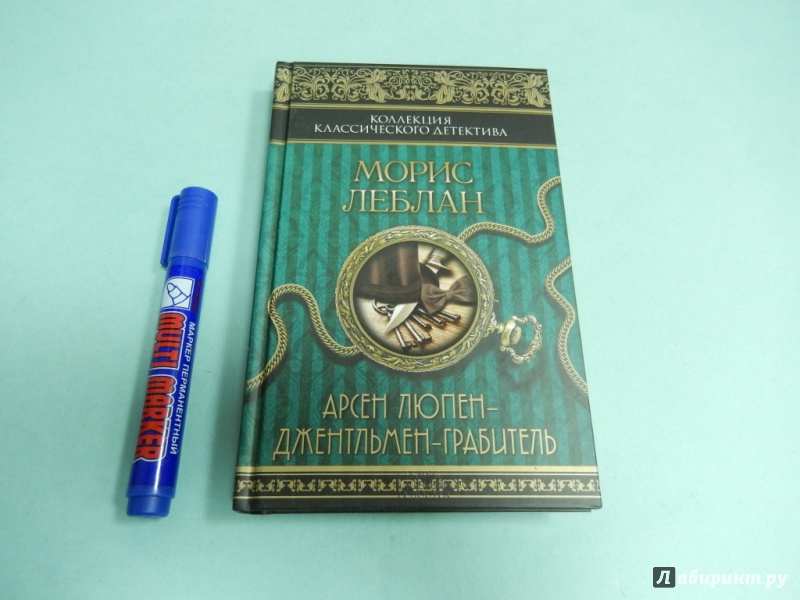 КОЛЛЕКЦИЯ
КЛАССИЧЕСКОГО ДЕТЕКТИВА
МОРИС
ЛЕБЛАН
АРСЕН ЛЮПЕН-
ДЖЕНТЛЬМЕН-ГРАБИТЕЛЬ
MULTI MARKER
МАРКЕР ПЕРМАНЕНТНЫЙ
Лабиринт.ру